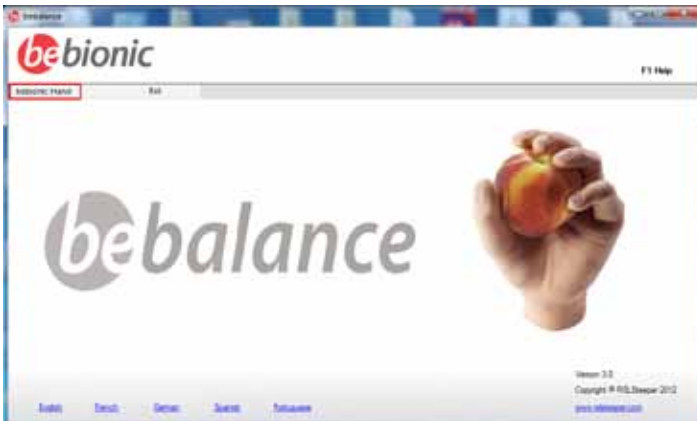 bebalance
bebionic
F1 Help
bebionic Hand Exit
bebalance
Version 3.0
Copyright © RSLSteeper 2012
English French German Spanish Portuguese
www.rslsteeper.com